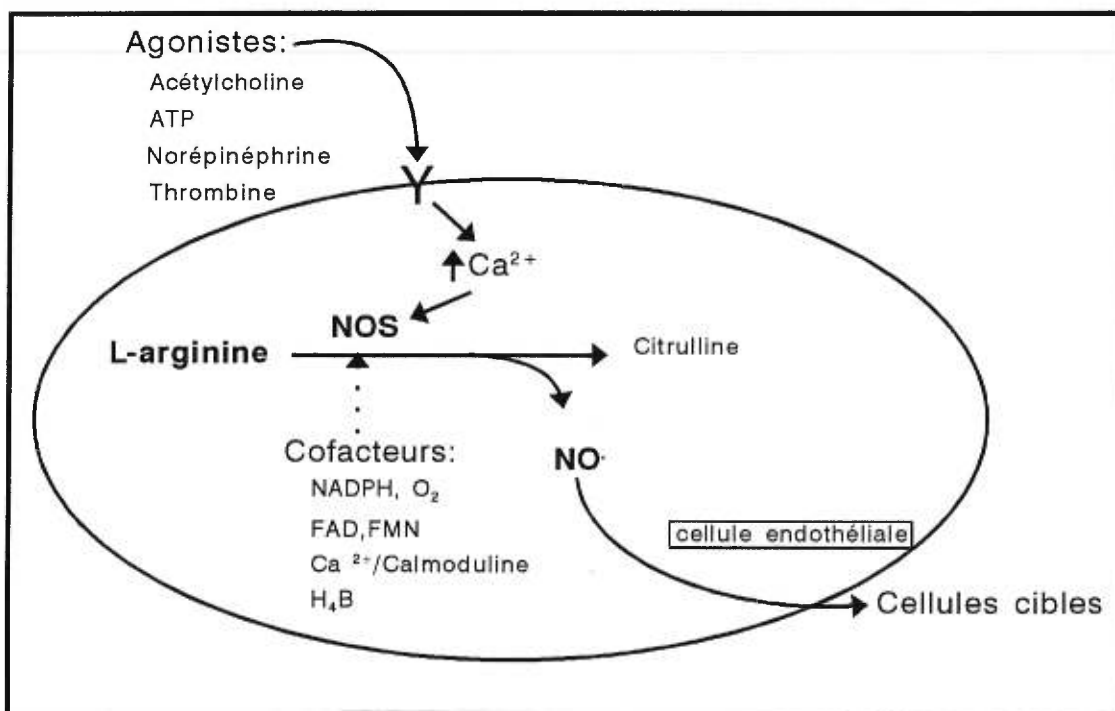 Agonistes:
Acétylcholine
ATP
Norépinéphrine
Thrombine
Y
Ca²⁺
NOS
L-arginine
Citrulline
Cofacteurs:
NADPH, O₂
FAD,FMN
Ca ²⁺/Calmoduline
H₄B
NO·
cellule endothéliale
Cellules cibles